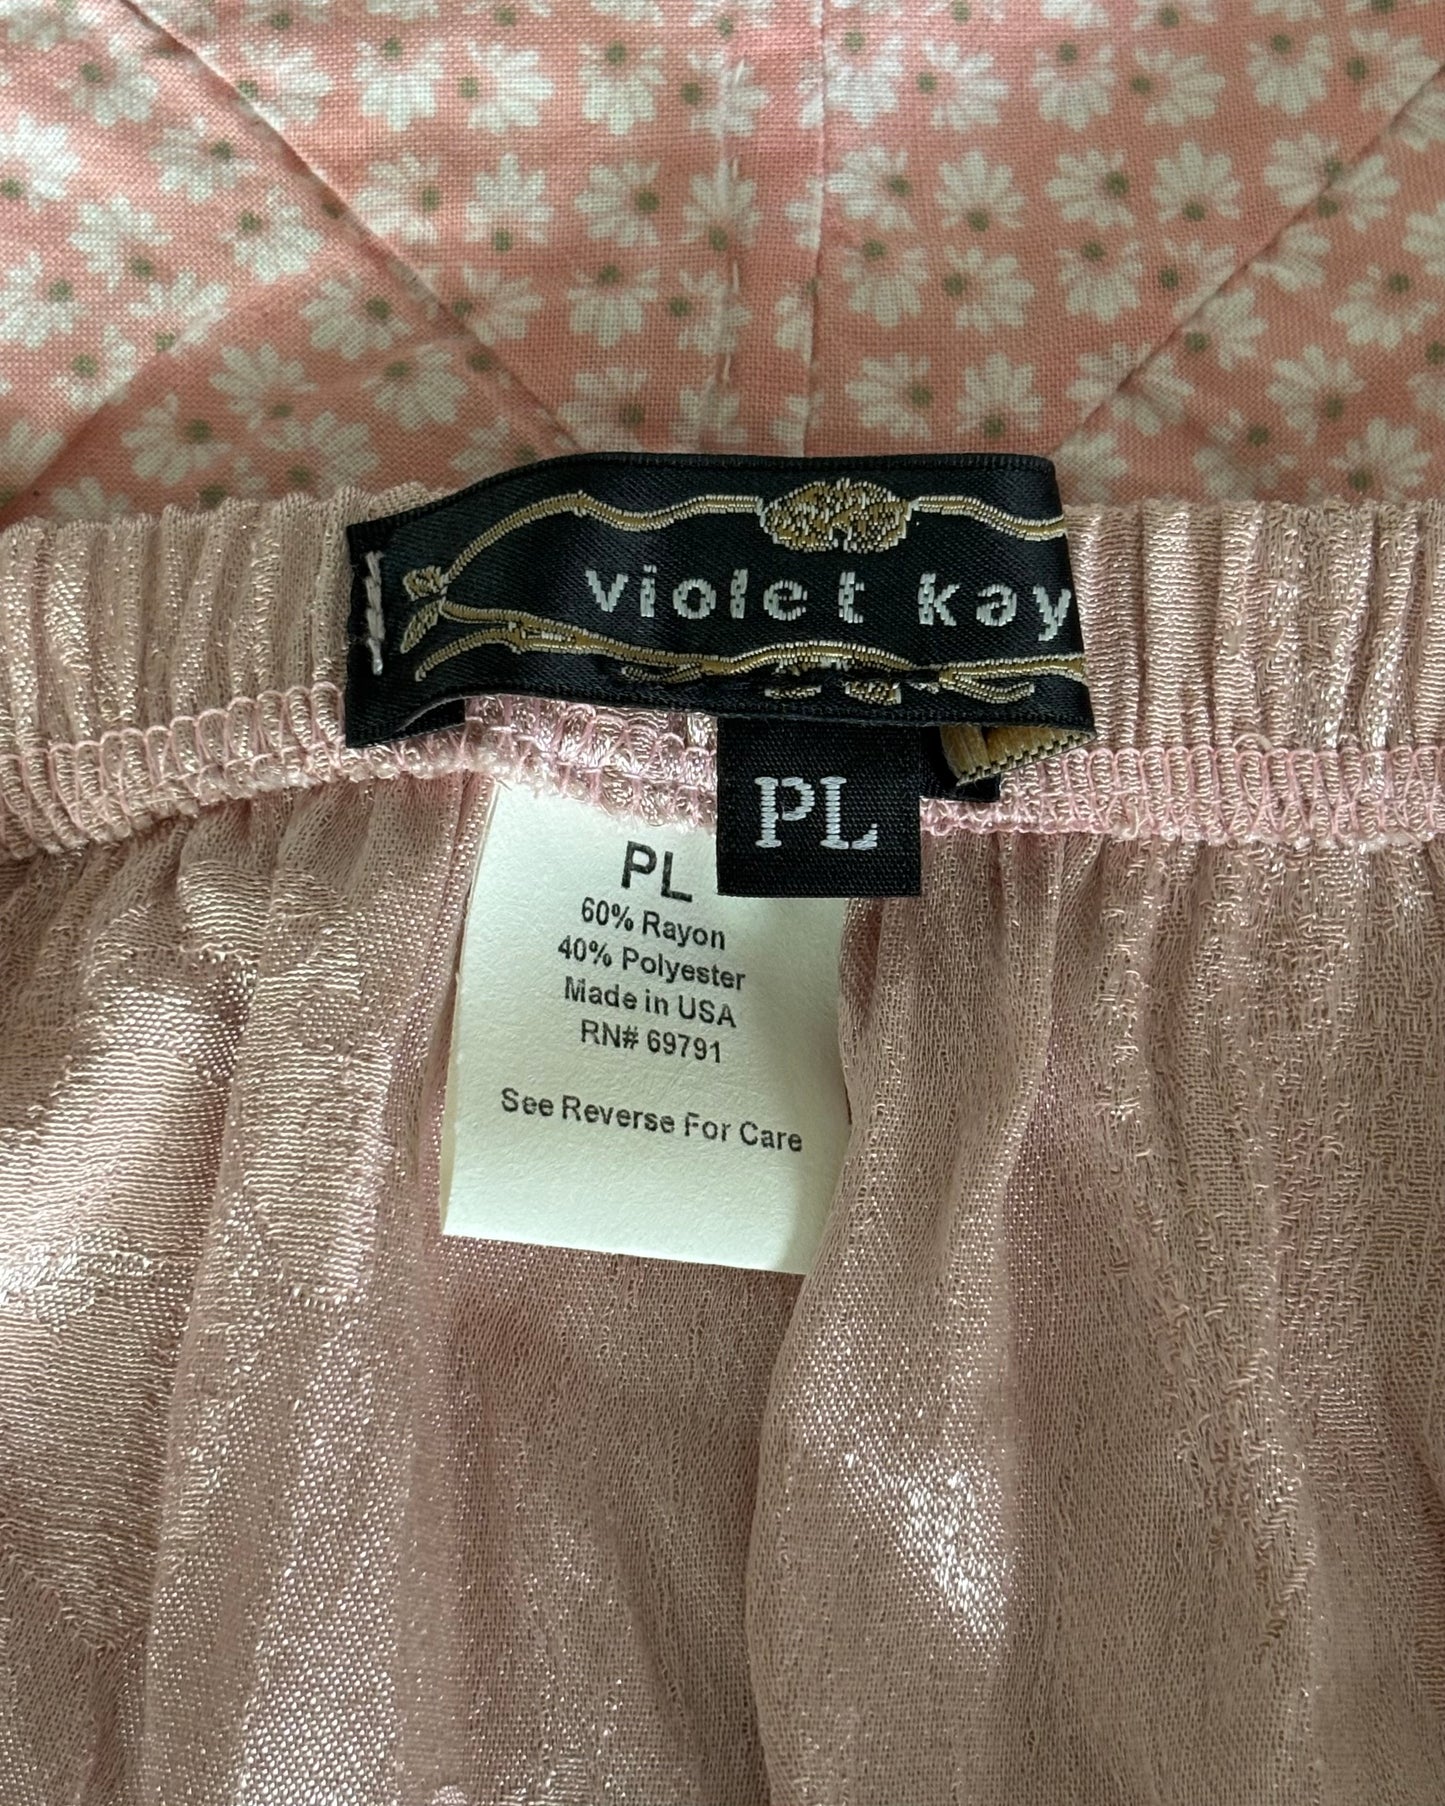 violet kay
PL
PL
60% Rayon
40% Polyester
Made in USA
RN# 69791
See Reverse For Care